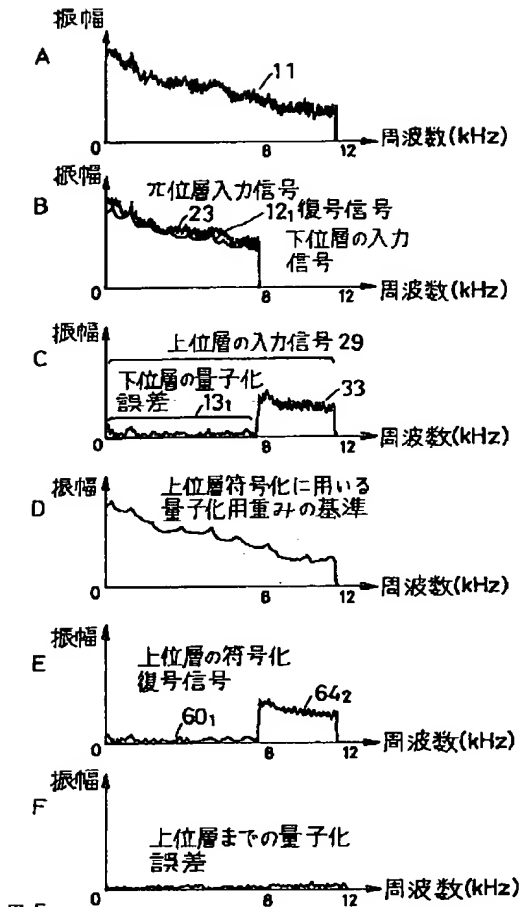 振幅
A
11
0
8
12
周波数(kHz)
振幅
B
π位層入力信号
23
12₁復号信号
下位層の入力
信号
0
8
12
周波数(kHz)
振幅
C
上位層の入力信号29
下位層の量子化
誤差
13₁
33
0
8
12
周波数(kHz)
振幅
D
上位層符号化に用いる
量子化用重みの基準
0
8
12
周波数(kHz)
振幅
E
上位層の符号化
復号信号
60₁
64₂
0
8
12
周波数(kHz)
振幅
F
上位層までの量子化
誤差
0
8
12
周波数(kHz)